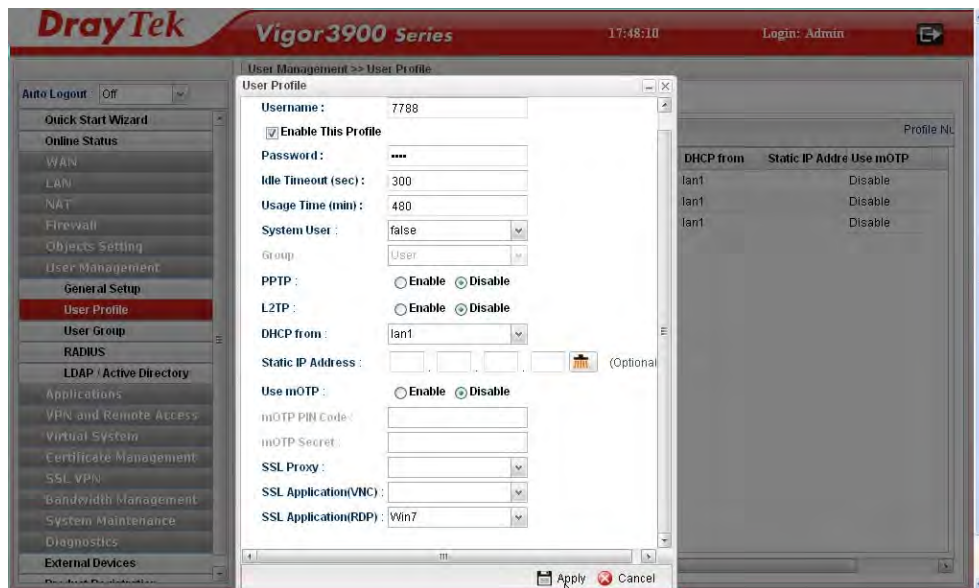 DrayTek
Vigor3900 Series
17:48:10
Login: Admin
User Management >> User Profile
Auto Logout Off
Quick Start Wizard
Online Status
WAN
LAN
NAT
Firewall
Objects Setting
User Management
General Setup
User Profile
User Group
RADIUS
LDAP / Active Directory
Applications
VPN and Remote Access
Virtual System
Certificate Management
SSL VPN
Bandwidth Management
System Maintenance
Diagnostics
External Devices
Product Registration
User Profile
Username : 7788
Enable This Profile
Password : ••••
Idle Timeout (sec) : 300
Usage Time (min) : 480
System User : false
Group User
PPTP : Enable Disable
L2TP : Enable Disable
DHCP from : lan1
Static IP Address : . . . (Optional
Use mOTP : Enable Disable
mOTP PIN Code :
mOTP Secret :
SSL Proxy :
SSL Application(VNC) :
SSL Application(RDP) : Win7
Apply Cancel
Profile Nu
DHCP from Static IP Addre Use mOTP
lan1 Disable
lan1 Disable
lan1 Disable